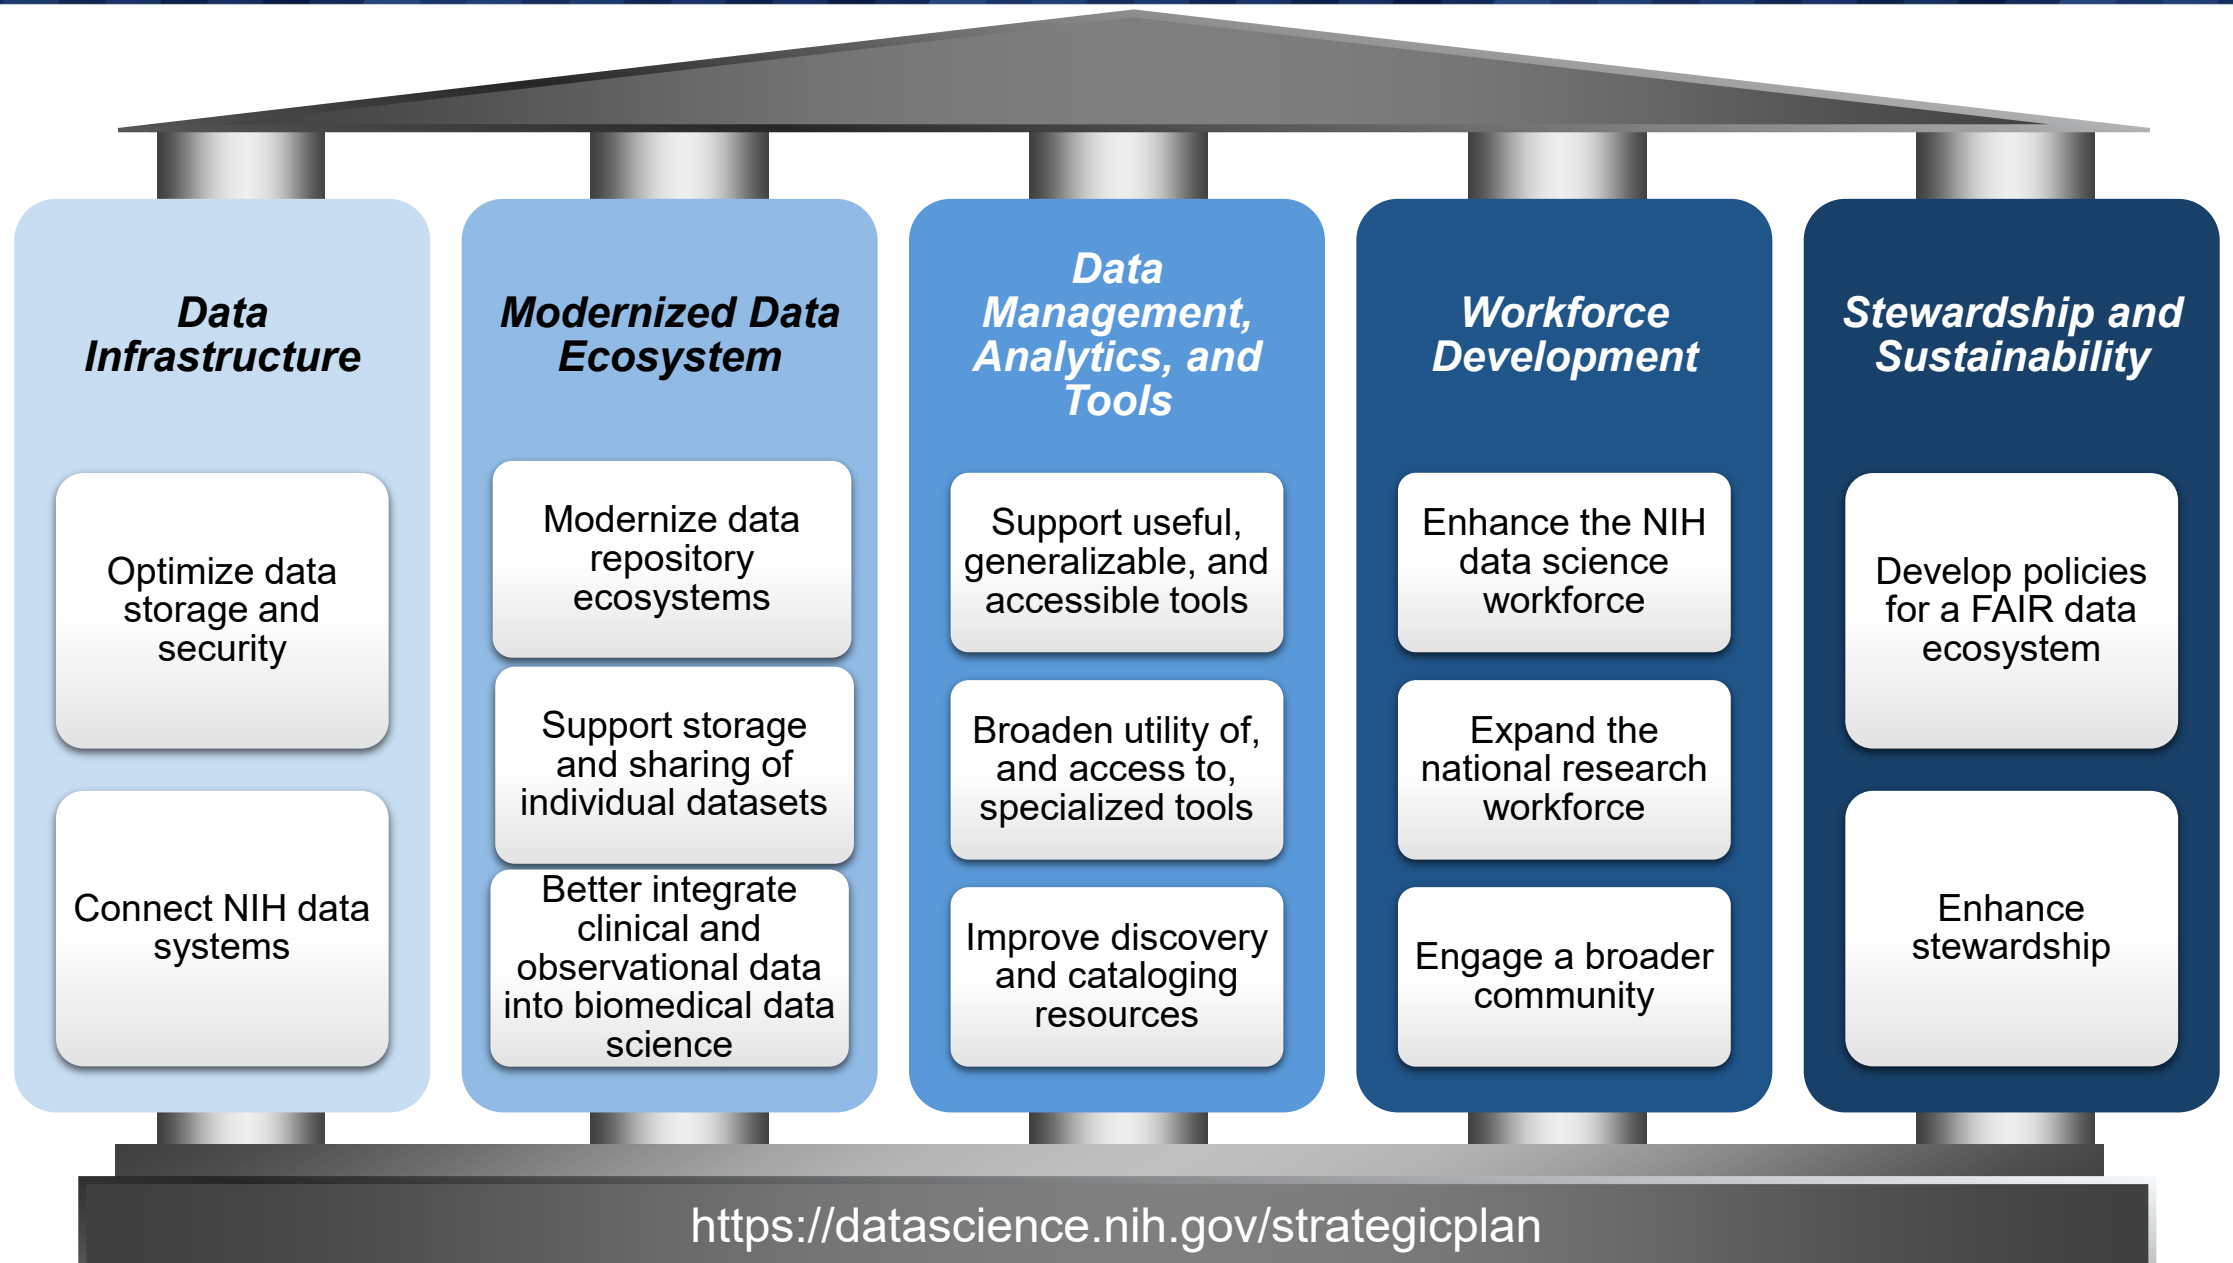 Data
Infrastructure
Optimize data
storage and
security
Connect NIH data
systems
Modernized Data
Ecosystem
Modernize data
repository
ecosystems
Support storage
and sharing of
individual datasets
Better integrate
clinical and
observational data
into biomedical data
science
Data
Management,
Analytics, and
Tools
Support useful,
generalizable, and
accessible tools
Broaden utility of,
and access to,
specialized tools
Improve discovery
and cataloging
resources
Workforce
Development
Enhance the NIH
data science
workforce
Expand the
national research
workforce
Engage a broader
community
Stewardship and
Sustainability
Develop policies
for a FAIR data
ecosystem
Enhance
stewardship
https://datascience.nih.gov/strategicplan